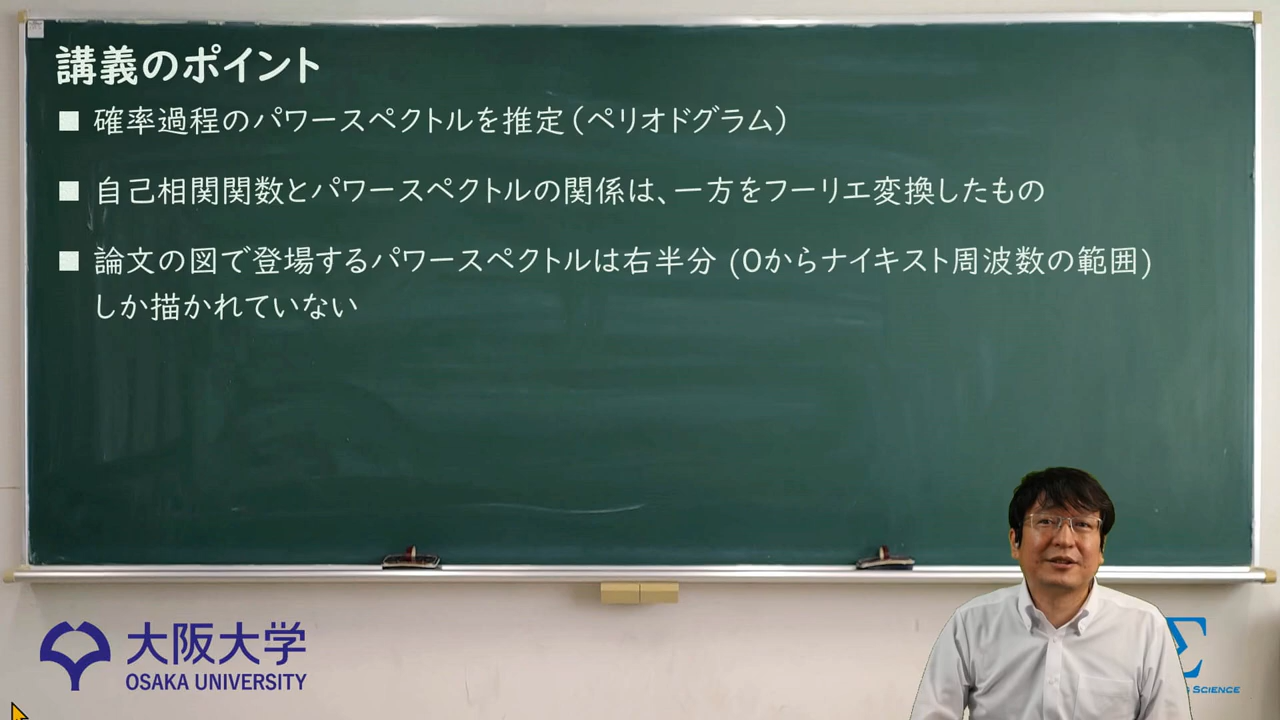 講義のポイント
■ 確率過程のパワースペクトルを推定（ペリオドグラム）
■ 自己相関関数とパワースペクトルの関係は、一方をフーリエ変換したもの
■ 論文の図で登場するパワースペクトルは右半分 (0からナイキスト周波数の範囲)
しか描かれていない
大阪大学
OSAKA UNIVERSITY
Σ
SCIENCE